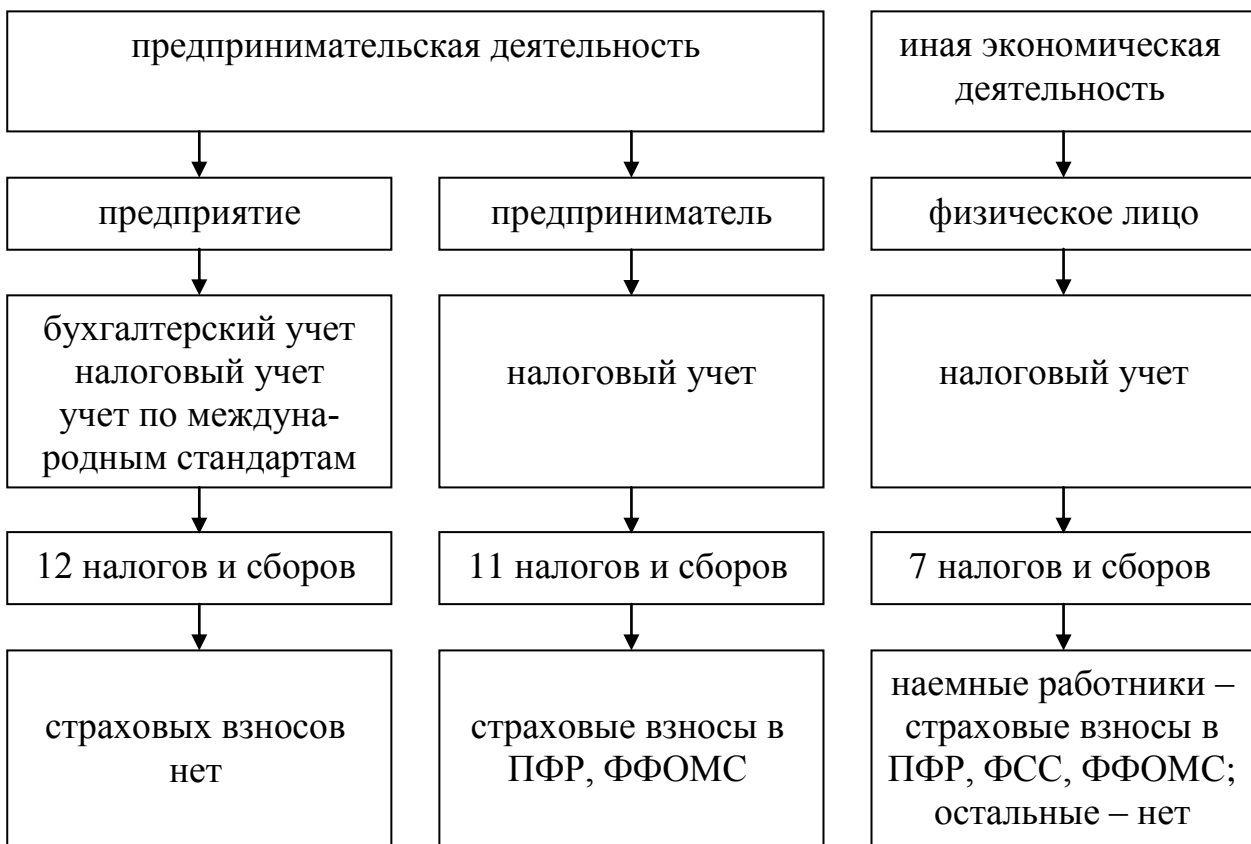 предпринимательская деятельность
иная экономическая
деятельность
предприятие
предприниматель
физическое лицо
бухгалтерский учет
налоговый учет
учет по междуна-
родным стандартам
налоговый учет
налоговый учет
12 налогов и сборов
11 налогов и сборов
7 налогов и сборов
страховых взносов
нет
страховые взносы в
ПФР, ФФОМС
наемные работники –
страховые взносы в
ПФР, ФСС, ФФОМС;
остальные – нет